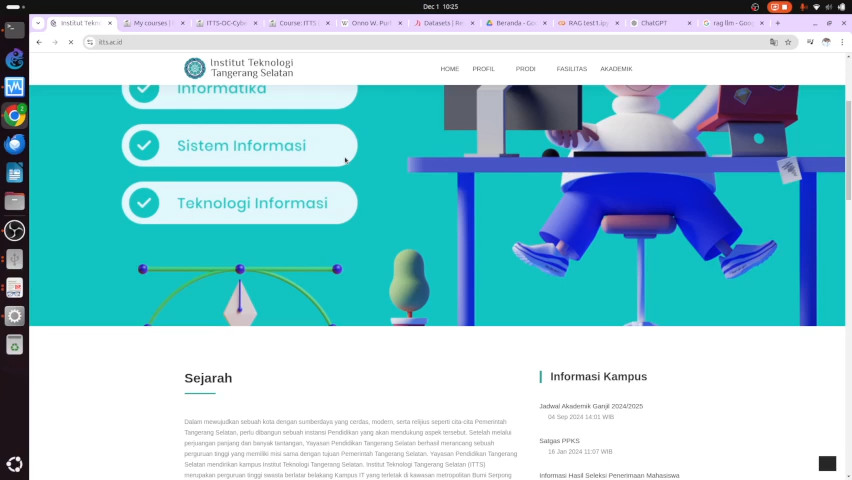 Dec 1 10:25
Institut Tekno
My courses |
ITTS-OC-Cyber
Course: ITTS
Onno W. Pur
Datasets | Re
Beranda - Goo
RAG test1.ipy
ChatGPT
rag llm - Goo
itts.ac.id
Institut Teknologi
Tangerang Selatan
HOME PROFIL PRODI FASILITAS AKADEMIK
Informatika
Sistem Informasi
Teknologi Informasi
Sejarah
Dalam mewujudkan sebuah kota dengan sumberdaya yang cerdas, modern, serta relijius seperti cita-cita Pemerintah
Tangerang Selatan, perlu dibangun sebuah instansi Pendidikan yang akan mendukung aspek tersebut. Setelah melalui
perjuangan panjang dan banyak tantangan, Yayasan Pendidikan Tangerang Selatan berhasil merancang sebuah
perguruan tinggi yang memiliki misi sama dengan tujuan Pemerintah Tangerang Selatan. Yayasan Pendidikan Tangerang
Selatan mendirikan kampus Institut Teknologi Tangerang Selatan. Institut Teknologi Tangerang Selatan (ITTS)
merupakan perguruan tinggi swasta berlatar belakang Kampus IT yang terletak di kawasan metropolitan Bumi Serpong
Informasi Kampus
Jadwal Akademik Ganjil 2024/2025
04 Sep 2024 14:01 WIB
Satgas PPKS
16 Jan 2024 11:07 WIB
Informasi Hasil Seleksi Penerimaan Mahasiswa